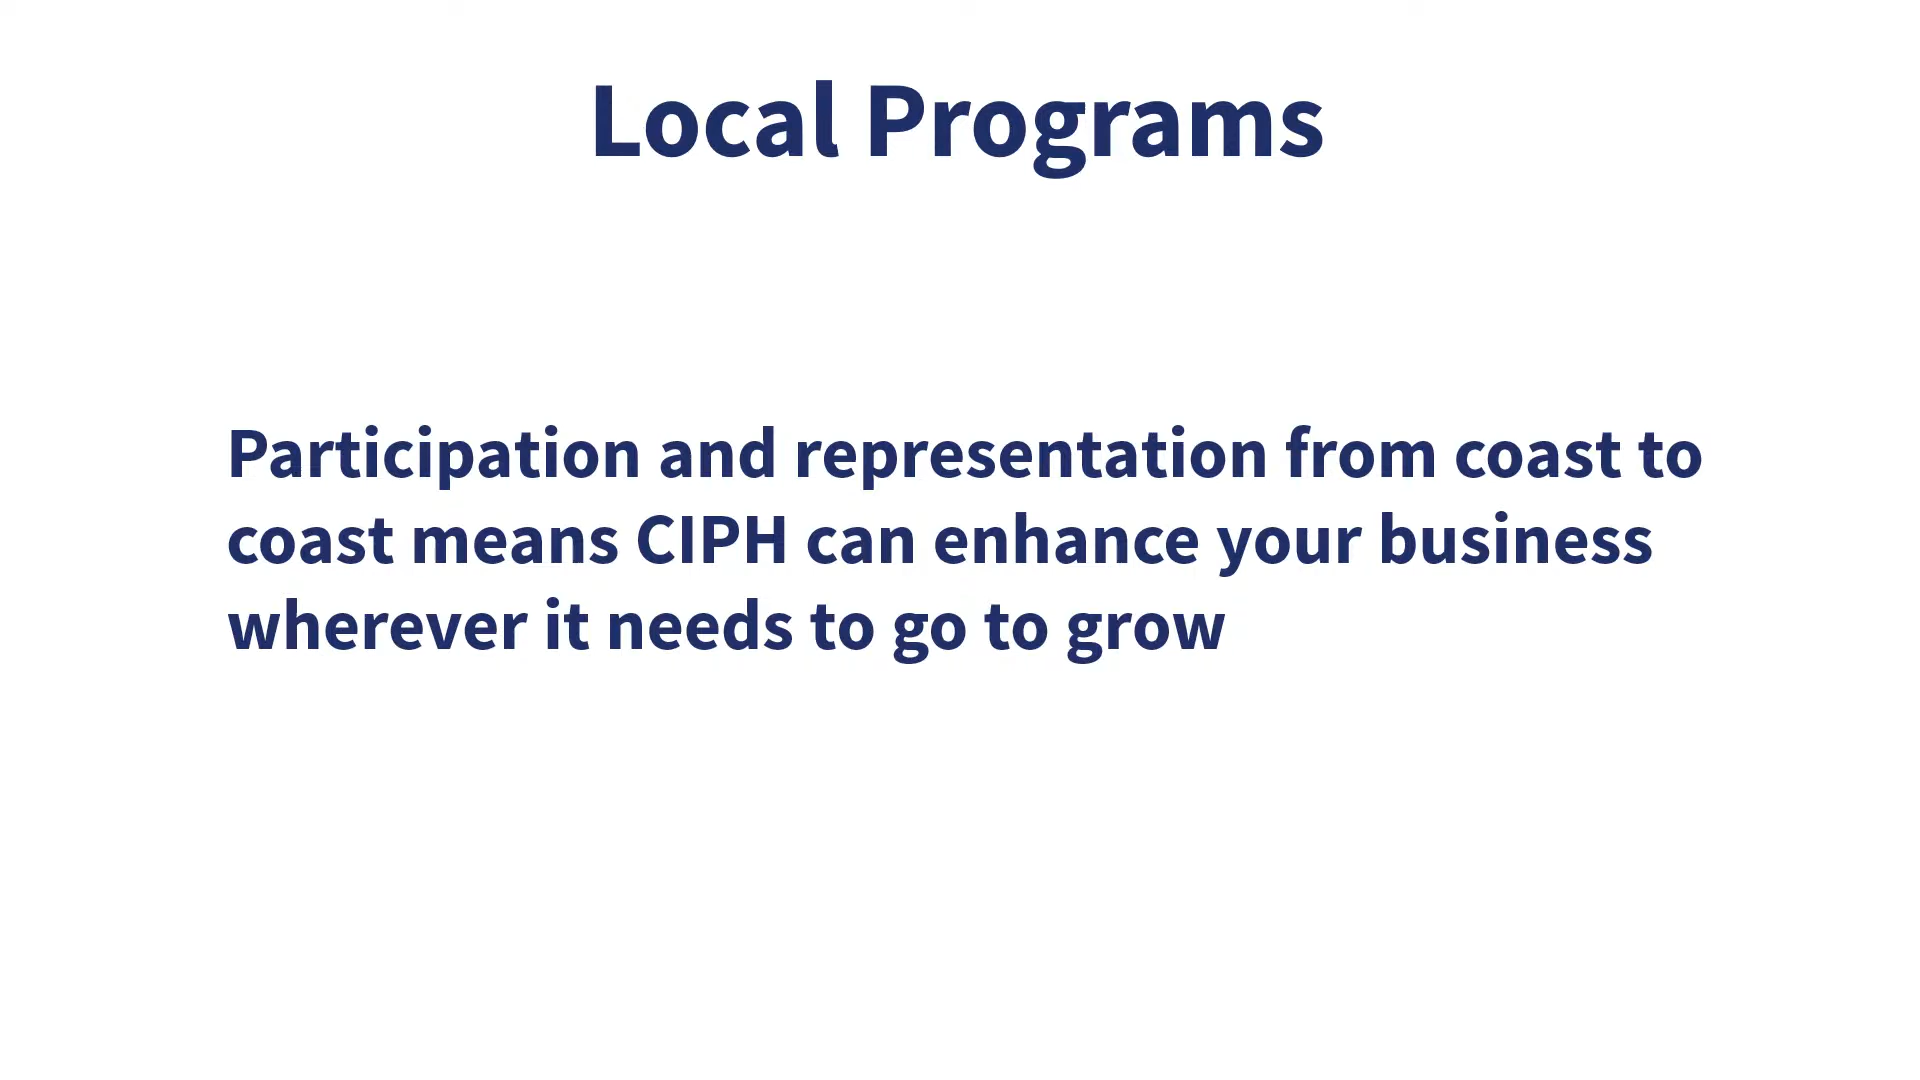 Local Programs
Participation and representation from coast to
coast means CIPH can enhance your business
wherever it needs to go to grow